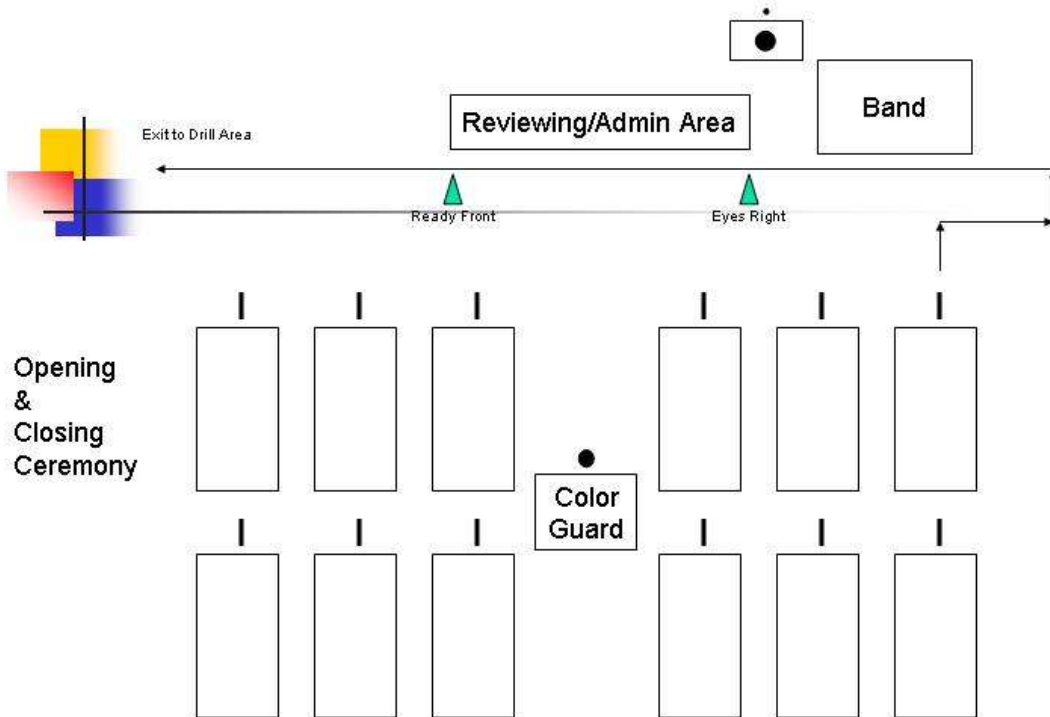 Band
Reviewing/Admin Area
Exit to Drill Area
Ready Front
Eyes Right
Opening
&
Closing
Ceremony
Color
Guard